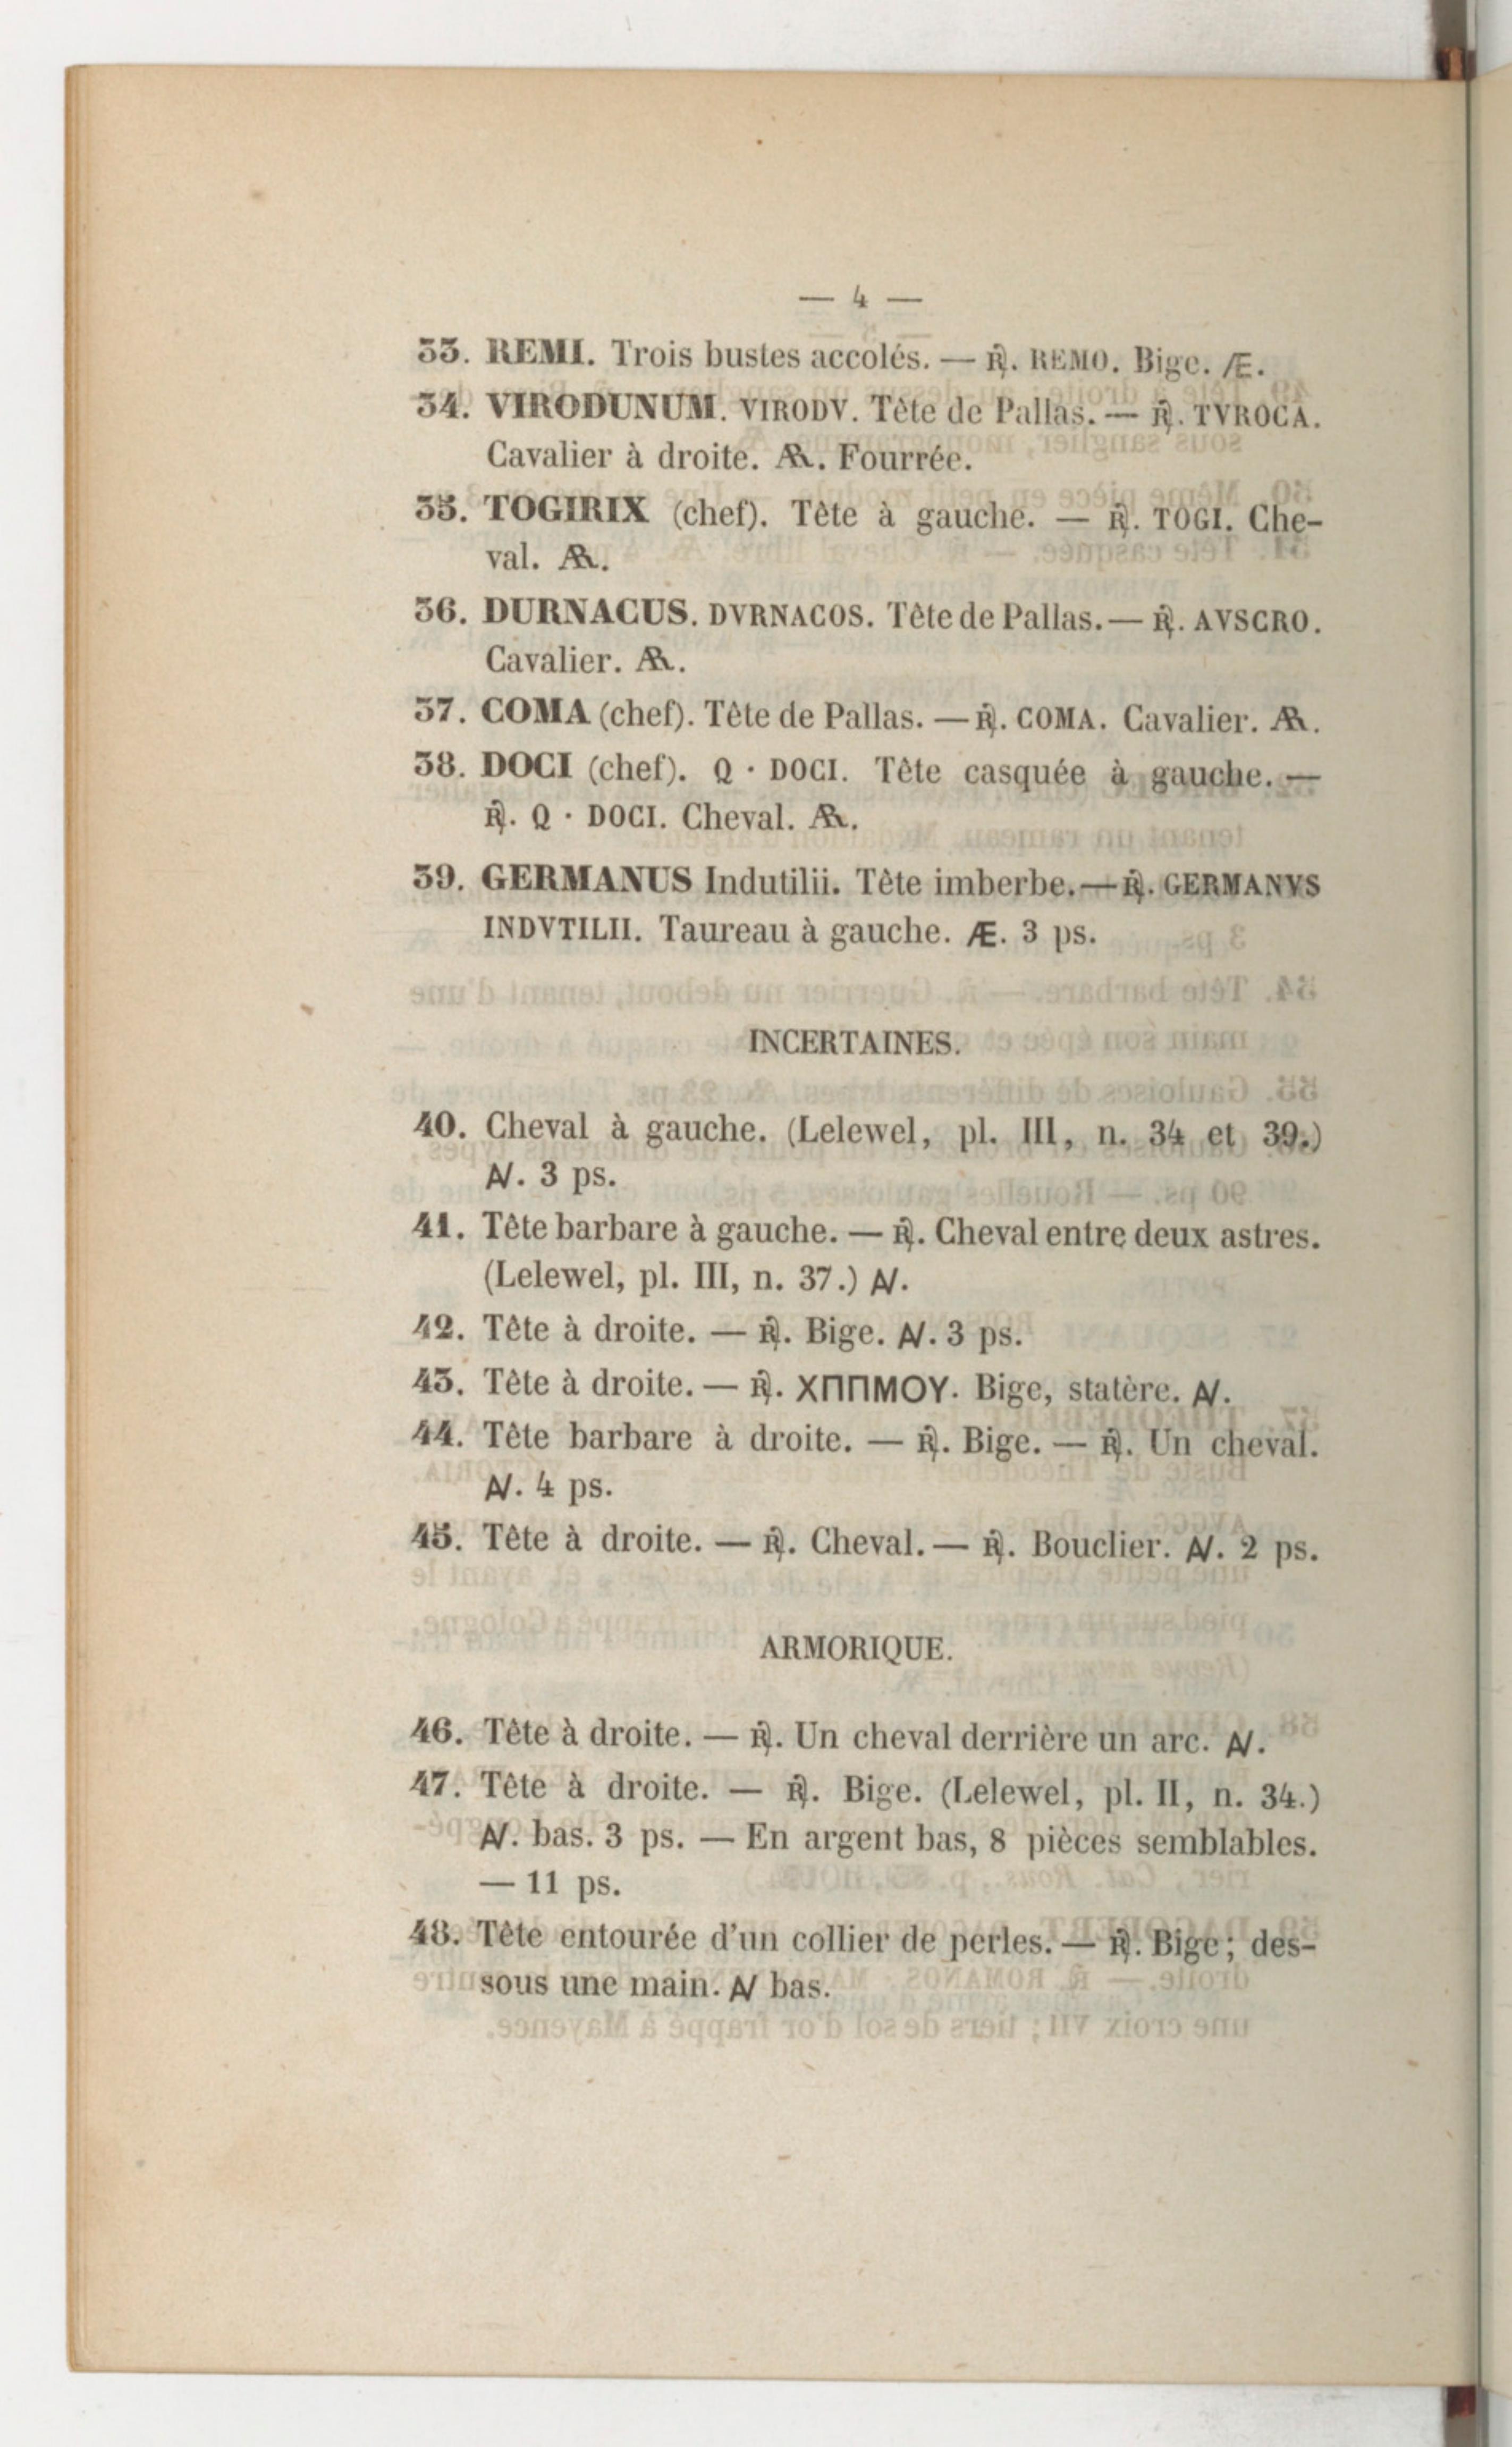 — 4 —
33. REMI. Trois bustes accolés. — ℟. REMO. Bige. Æ.
34. VIRODUNUM. VIRODV. Tête de Pallas. — ℟. TVROCA.
Cavalier à droite. AR. Fourrée.
35. TOGIRIX (chef). Tête à gauche. — ℟. TOGI. Che-
val. AR.
36. DURNACUS. DVRNACOS. Tête de Pallas. — ℟. AVSCRO.
Cavalier. AR.
37. COMA (chef). Tête de Pallas. — ℟. COMA. Cavalier. AR.
38. DOCI (chef). Q · DOCI. Tête casquée à gauche. —
℟. Q · DOCI. Cheval. AR.
39. GERMANUS Indutilii. Tête imberbe. — ℟. GERMANVS
INDVTILII. Taureau à gauche. Æ. 3 ps.
INCERTAINES.
40. Cheval à gauche. (Lelewel, pl. III, n. 34 et 39.)
AV. 3 ps.
41. Tête barbare à gauche. — ℟. Cheval entre deux astres.
(Lelewel, pl. III, n. 37.) AV.
42. Tête à droite. — ℟. Bige. AV. 3 ps.
43. Tête à droite. — ℟. ΧΠΠΜΟΥ. Bige, statère. AV.
44. Tête barbare à droite. — ℟. Bige. — ℟. Un cheval.
AV. 4 ps.
45. Tête à droite. — ℟. Cheval. — ℟. Bouclier. AV. 2 ps.
ARMORIQUE.
46. Tête à droite. — ℟. Un cheval derrière un arc. AV.
47. Tête à droite. — ℟. Bige. (Lelewel, pl. II, n. 34.)
AV. bas. 3 ps. — En argent bas, 8 pièces semblables.
— 11 ps.
48. Tête entourée d'un collier de perles. — ℟. Bige; des-
sous une main. AV bas.